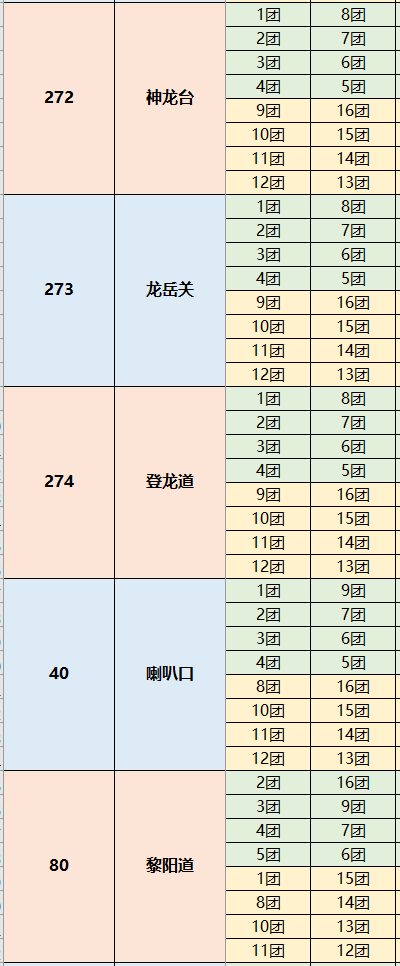 1团 8团
2团 7团
3团 6团
4团 5团
272 神龙台
9团 16团
10团 15团
11团 14团
12团 13团
1团 8团
2团 7团
3团 6团
4团 5团
273 龙岳关
9团 16团
10团 15团
11团 14团
12团 13团
1团 8团
2团 7团
3团 6团
4团 5团
274 登龙道
9团 16团
10团 15团
11团 14团
12团 13团
1团 9团
2团 7团
3团 6团
4团 5团
40 喇叭口
8团 16团
10团 15团
11团 14团
12团 13团
2团 16团
3团 9团
4团 7团
5团 6团
80 黎阳道
1团 15团
8团 14团
10团 13团
11团 12团